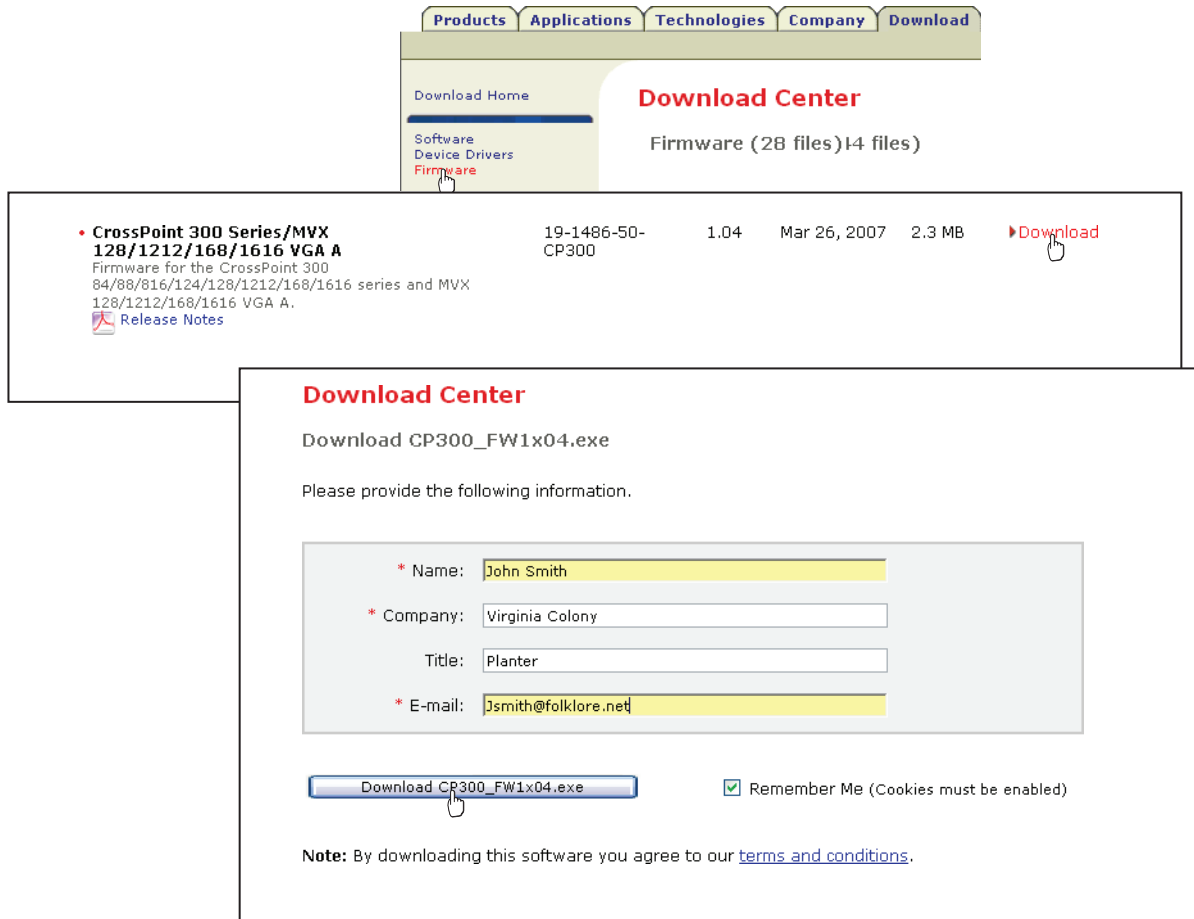 Products Applications Technologies Company Download
Download Home
Software
Device Drivers
Firmware
Download Center
Firmware (28 files) 4 files)
• CrossPoint 300 Series/MVX
128/1212/168/1616 VGA A
Firmware for the CrossPoint 300
84/88/816/124/128/1212/168/1616 series and MVX
128/1212/168/1616 VGA A.
Release Notes
19-1486-50-
CP300
1.04
Mar 26, 2007
2.3 MB
Download
Download Center
Download CP300_FW1x04.exe
Please provide the following information.
* Name: John Smith
* Company: Virginia Colony
Title: Planter
* E-mail: Jsmith@folklore.net
Download CP300_FW1x04.exe
Remember Me (Cookies must be enabled)
Note: By downloading this software you agree to our terms and conditions.